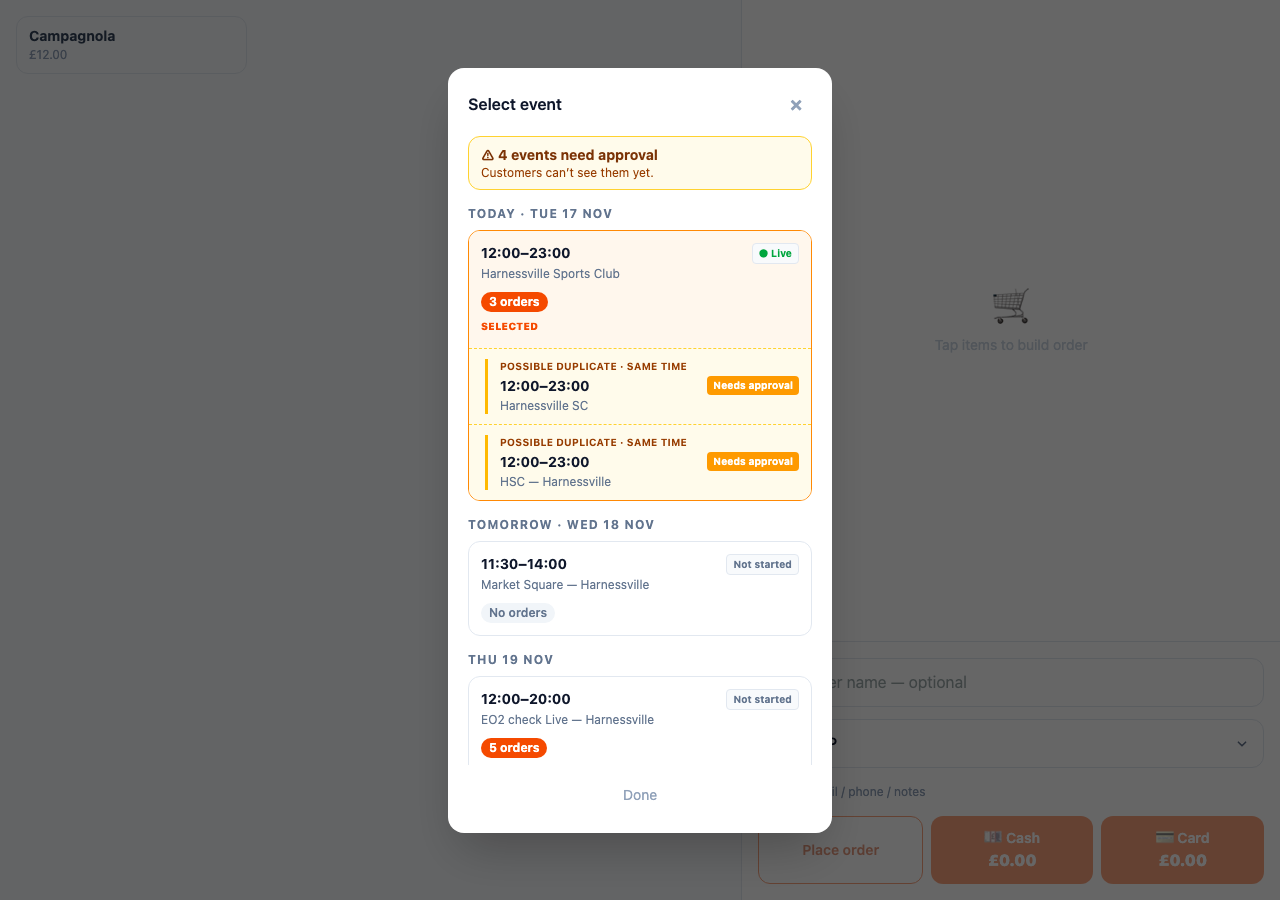 Campagnola
£12.00
Select event
×
⚠ 4 events need approval
Customers can't see them yet.
TODAY · TUE 17 NOV
12:00–23:00
Live
Harnessville Sports Club
3 orders
SELECTED
POSSIBLE DUPLICATE · SAME TIME
12:00–23:00
Needs approval
Harnessville SC
POSSIBLE DUPLICATE · SAME TIME
12:00–23:00
Needs approval
HSC — Harnessville
TOMORROW · WED 18 NOV
11:30–14:00
Not started
Market Square — Harnessville
No orders
THU 19 NOV
12:00–20:00
Not started
EO2 check Live — Harnessville
5 orders
Done
Tap items to build order
name — optional
/ phone / notes
Place order
Cash
£0.00
Card
£0.00